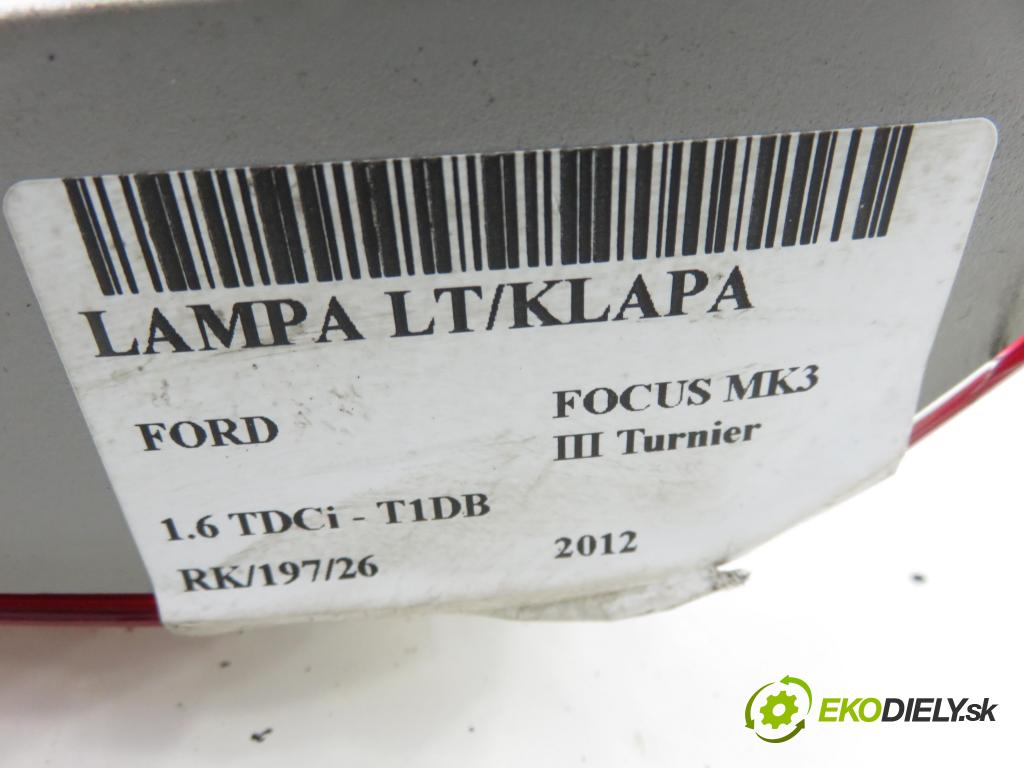 LAMPA LT/KLAPA
FORD
FOCUS MK3
III Turnier
1.6 TDCi - T1DB
RK/197/26
2012
EKODIELY.sk